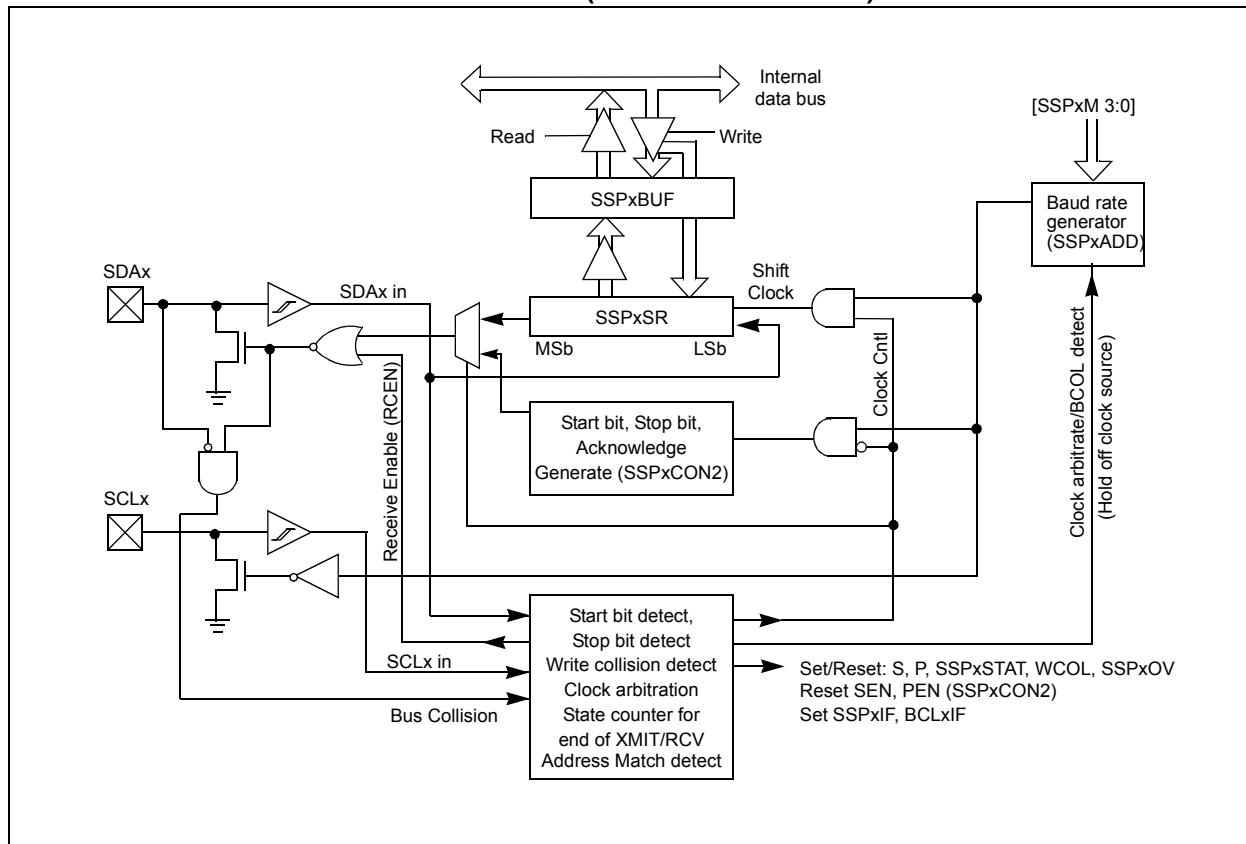 Internal
data bus
[SSPxM 3:0]
Read
Write
SSPxBUF
Baud rate
generator
(SSPxADD)
SDAx
Shift
Clock
SDAx in
SSPxSR
MSb
LSb
Clock Cntl
Clock arbitrate/BCOL detect
(Hold off clock source)
Start bit, Stop bit,
Acknowledge
Generate (SSPxCON2)
Receive Enable (RCEN)
SCLx
Start bit detect,
Stop bit detect
Write collision detect
Clock arbitration
State counter for
end of XMIT/RCV
Address Match detect
SCLx in
Bus Collision
Set/Reset: S, P, SSPxSTAT, WCOL, SSPxOV
Reset SEN, PEN (SSPxCON2)
Set SSPxIF, BCLxIF